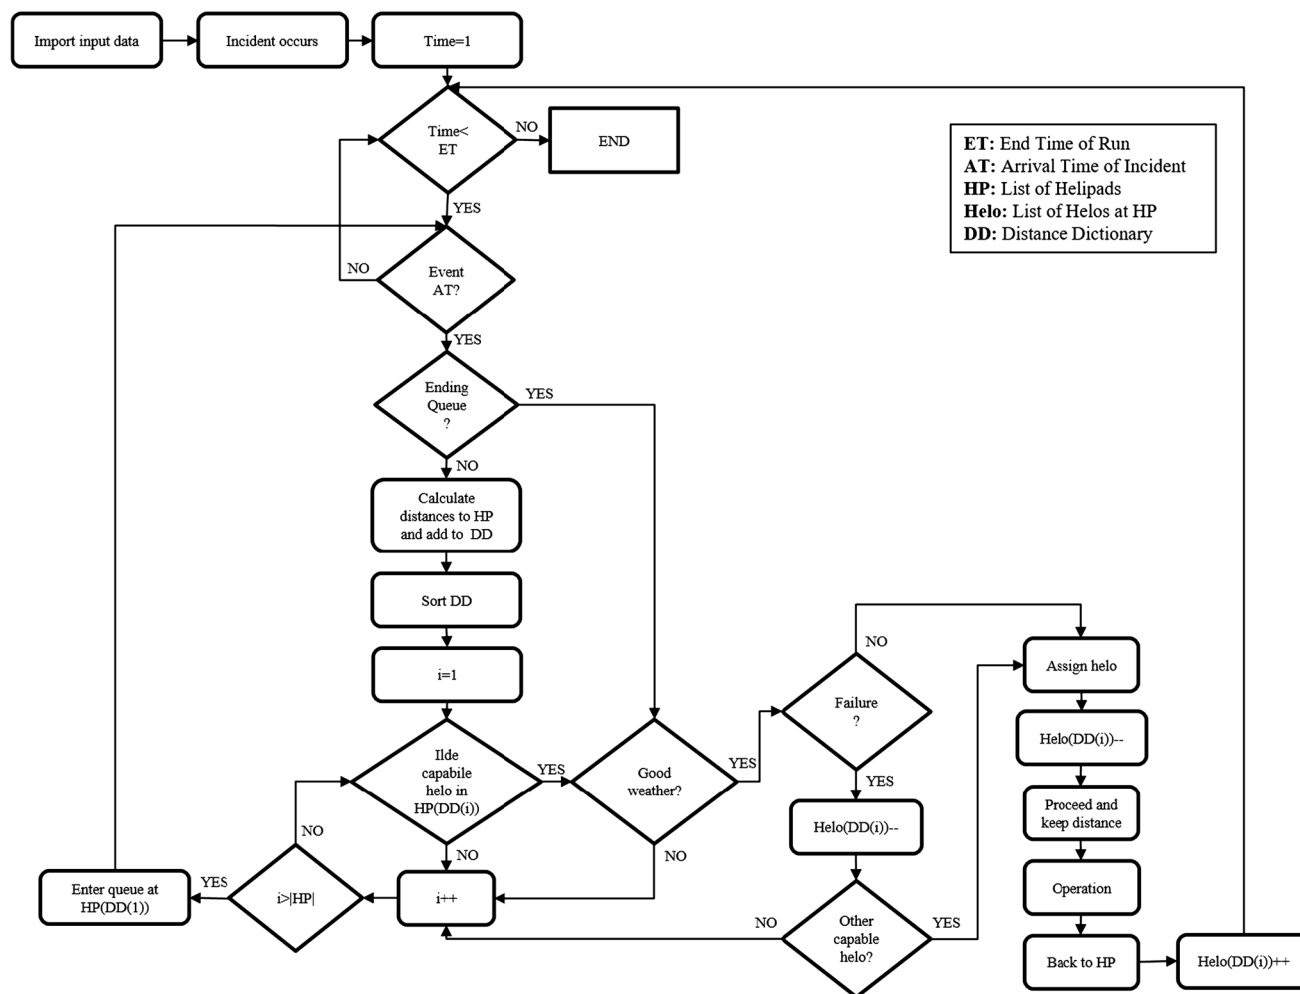 Import input data
Incident occurs
Time=1
Time<
ET
NO
END
YES
ET: End Time of Run
AT: Arrival Time of Incident
HP: List of Helipads
Helo: List of Helos at HP
DD: Distance Dictionary
Event
AT?
NO
YES
Ending
Queue
?
YES
NO
Calculate
distances to HP
and add to DD
Sort DD
i=1
Ilde
capabile
helo in
HP(DD(i))
YES
NO
Good
weather?
YES
NO
Failure
?
NO
YES
Assign helo
Helo(DD(i))--
Proceed and
keep distance
Operation
Back to HP
Helo(DD(i))++
Helo(DD(i))--
Other
capable
helo?
YES
NO
i++
i>|HP|
NO
YES
Enter queue at
HP(DD(1))